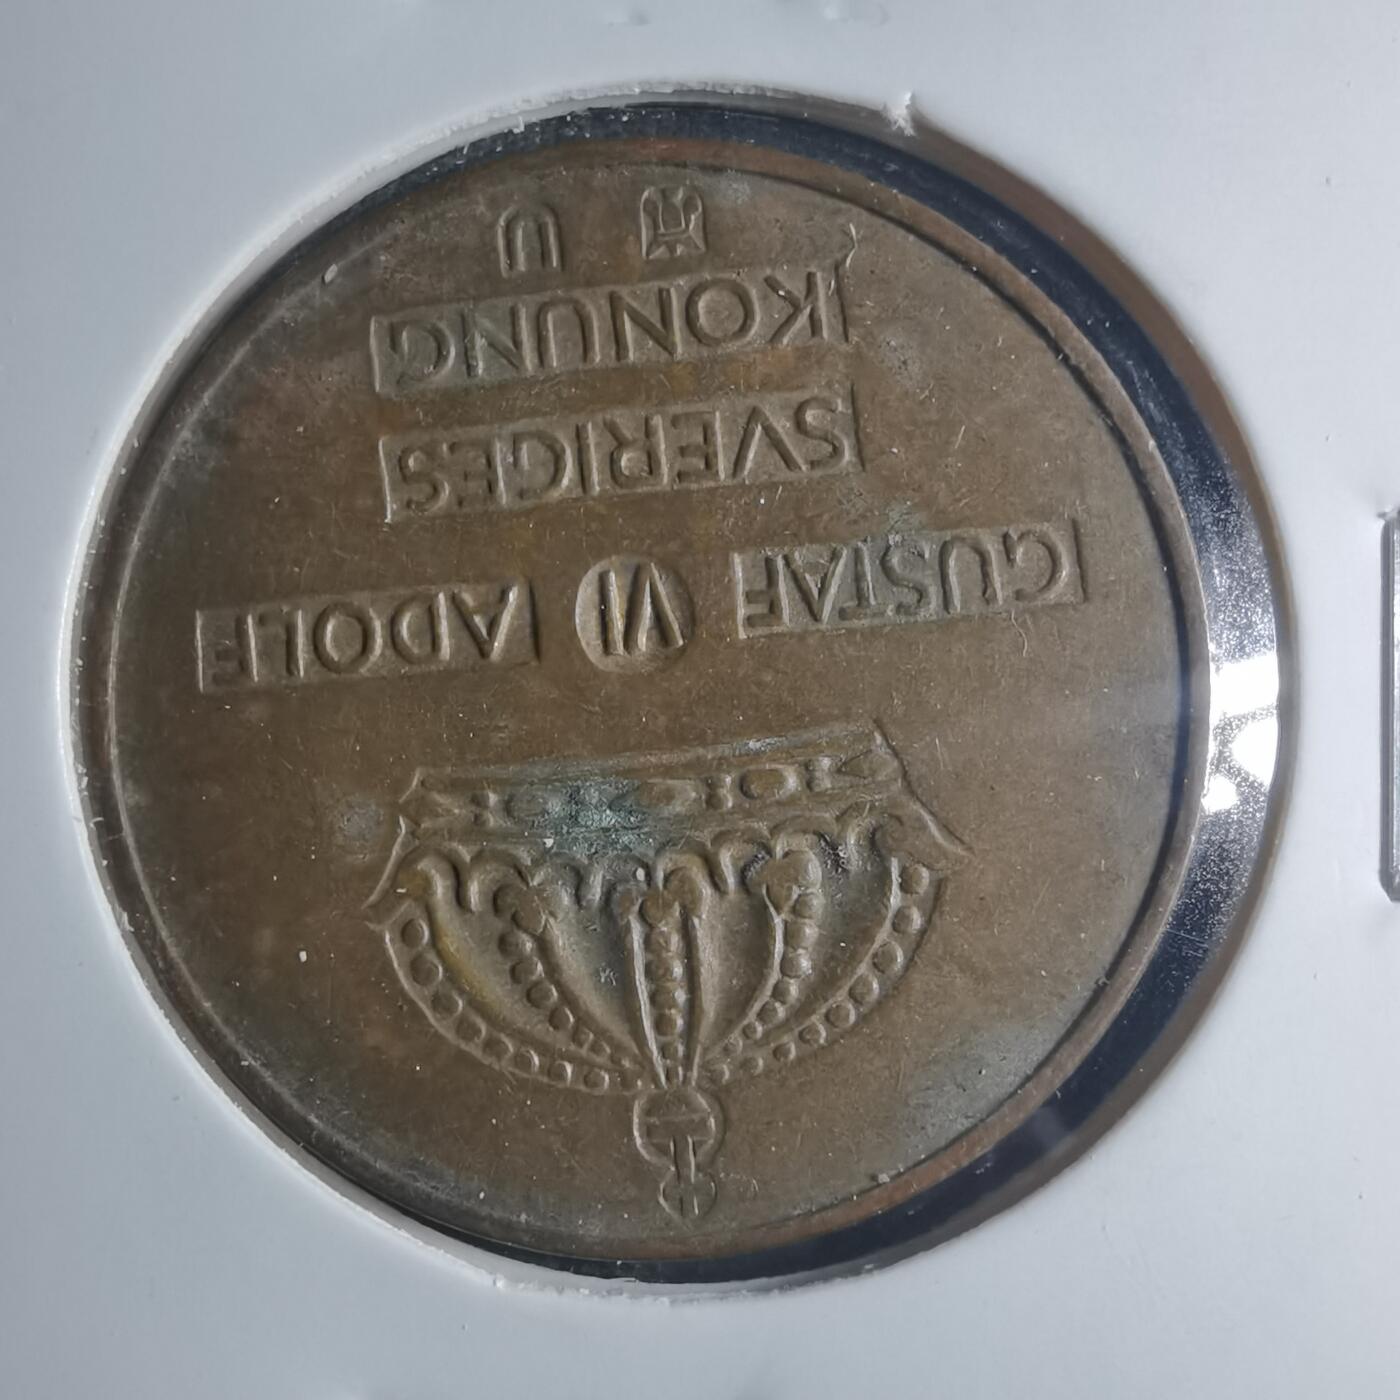 GUSTAF VI ADOLF
SVERIGES
KONUNG
U